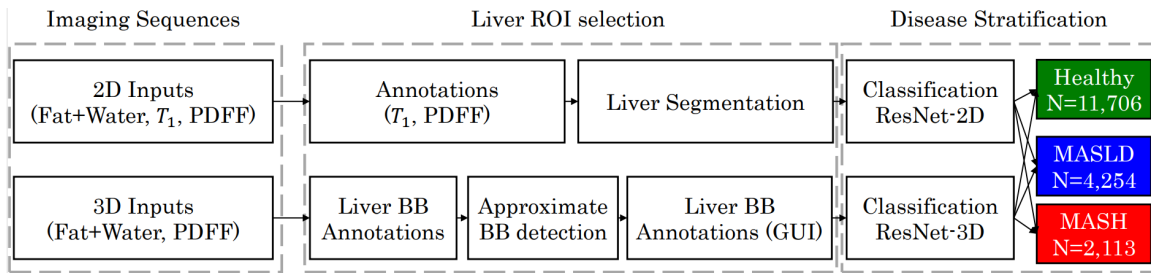 Imaging Sequences
Liver ROI selection
Disease Stratification
2D Inputs
(Fat+Water, T₁, PDFF)
Annotations
(T₁, PDFF)
Liver Segmentation
Classification
ResNet-2D
Healthy
N=11,706
MASLD
N=4,254
3D Inputs
(Fat+Water, PDFF)
Liver BB
Annotations
Approximate
BB detection
Liver BB
Annotations (GUI)
Classification
ResNet-3D
MASH
N=2,113